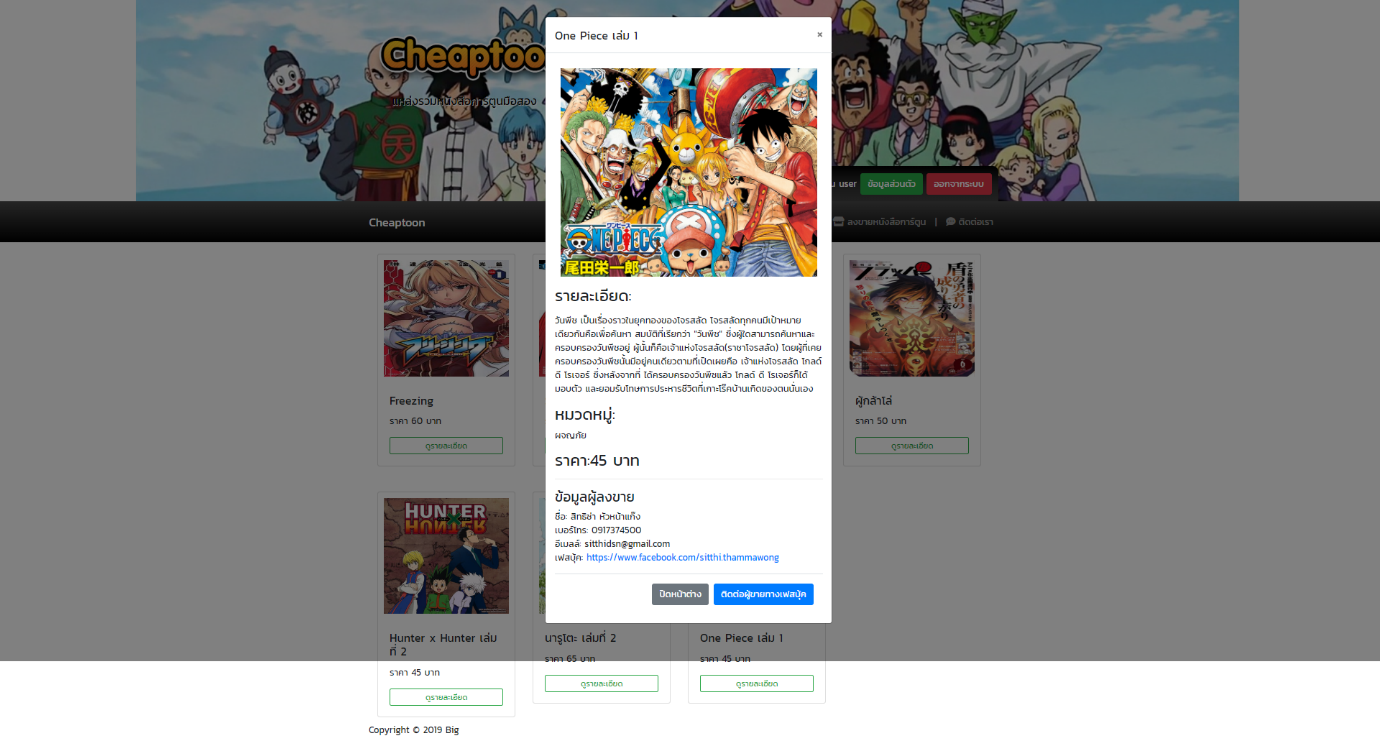 One Piece เล่ม 1
×
Cheaptoo
แหล่งรวมหนังสือการ์ตูนมือสอง
user ข้อมูลส่วนตัว ออกจากระบบ
Cheaptoon
ลงขายหนังสือการ์ตูน | ติดต่อเรา
ONE PIECE
尾田栄一郎
รายละเอียด:
วันพีซ เป็นเรื่องราวในยุคทองของโจรสลัด โจรสลัดทุกคนมีเป้าหมาย
เดียวกันคือเพื่อค้นหา สมบัติที่เรียกว่า "วันพีซ" ซึ่งผู้ใดสามารถค้นหาและ
ครอบครองวันพีซอยู่ ผู้นั้นก็คือเจ้าแห่งโจรสลัด(ราชาโจรสลัด) โดยผู้ที่เคย
ครอบครองวันพีซนั้นมีอยู่คนเดียวตามที่เปิดเผยคือ เจ้าแห่งโจรสลัด โกลด์
ดี โรเจอร์ ซึ่งหลังจากที่ ได้ครอบครองวันพีซแล้ว โกลด์ ดี โรเจอร์ก็ได้
มอบตัว และยอมรับโทษการประหารชีวิตที่เกาะโร๊คบ้านเกิดของตนนั่นเอง
หมวดหมู่:
ผจญภัย
ราคา:45 บาท
ข้อมูลผู้ลงขาย
ชื่อ: สิทธิซ่า หัวหน้าแก๊ง
เบอร์โทร: 0917374500
อีเมลล์: sitthidsn@gmail.com
เฟสบุ๊ค: https://www.facebook.com/sitthi.thammawong
ปิดหน้าต่าง ติดต่อผู้ขายทางเฟสบุ๊ค
Freezing
ราคา 60 บาท
ดูรายละเอียด
ผู้กล้าโล่
ราคา 50 บาท
ดูรายละเอียด
HUNTER
HUNTER
Hunter x Hunter เล่ม
ที่ 2
ราคา 45 บาท
ดูรายละเอียด
นารูโตะ เล่มที่ 2
ราคา 65 บาท
ดูรายละเอียด
One Piece เล่ม 1
ราคา 45 บาท
ดูรายละเอียด
Copyright © 2019 Big